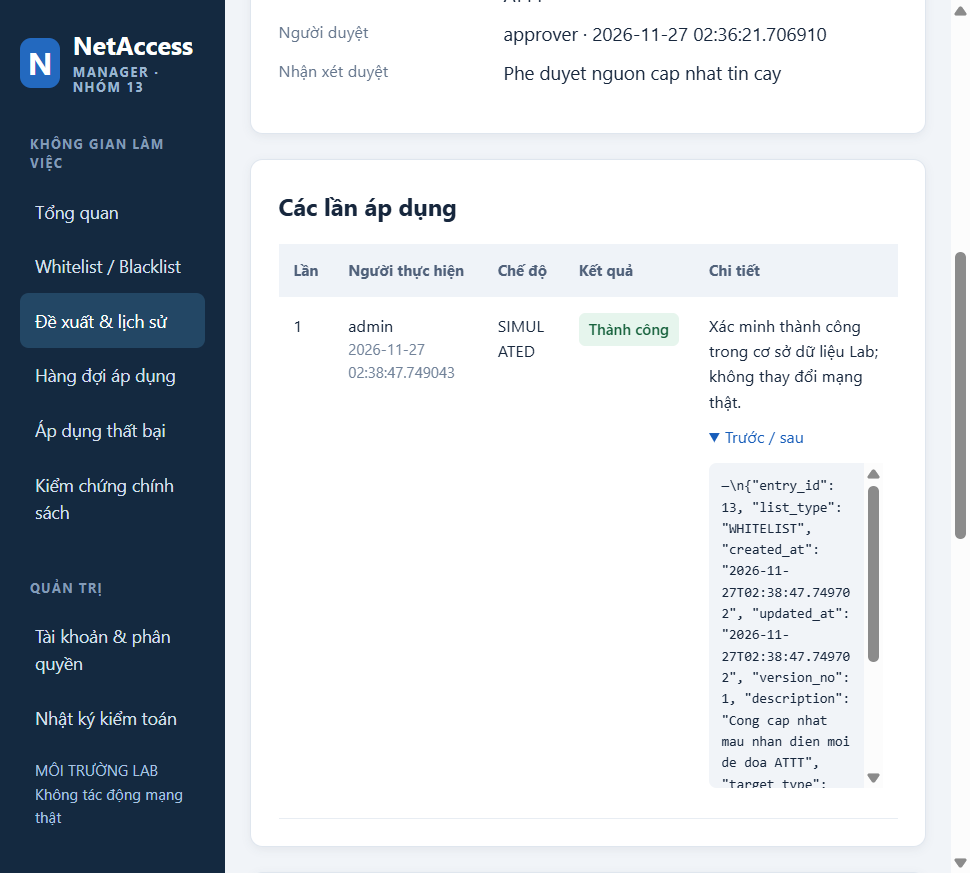 N
NetAccess
MANAGER ·
NHÓM 13
KHÔNG GIAN LÀM
VIỆC
Tổng quan
Whitelist / Blacklist
Đề xuất & lịch sử
Hàng đợi áp dụng
Áp dụng thất bại
Kiểm chứng chính
sách
QUẢN TRỊ
Tài khoản & phân
quyền
Nhật ký kiểm toán
MÔI TRƯỜNG LAB
Không tác động mạng
thật
Người duyệt
approver · 2026-11-27 02:36:21.706910
Nhận xét duyệt
Phe duyet nguon cap nhat tin cay
Các lần áp dụng
Lần Người thực hiện Chế độ Kết quả Chi tiết
1
admin
2026-11-27
02:38:47.749043
SIMUL
ATED
Thành công
Xác minh thành công
trong cơ sở dữ liệu Lab;
không thay đổi mạng
thật.
▼ Trước / sau
—\n{"entry_id":
13, "list_type":
"WHITELIST",
"created_at":
"2026-11-
27T02:38:47.74970
2", "updated_at":
"2026-11-
27T02:38:47.74970
2", "version_no":
1, "description":
"Cong cap nhat
mau nhan dien moi
de doa ATTT",
"target_type":